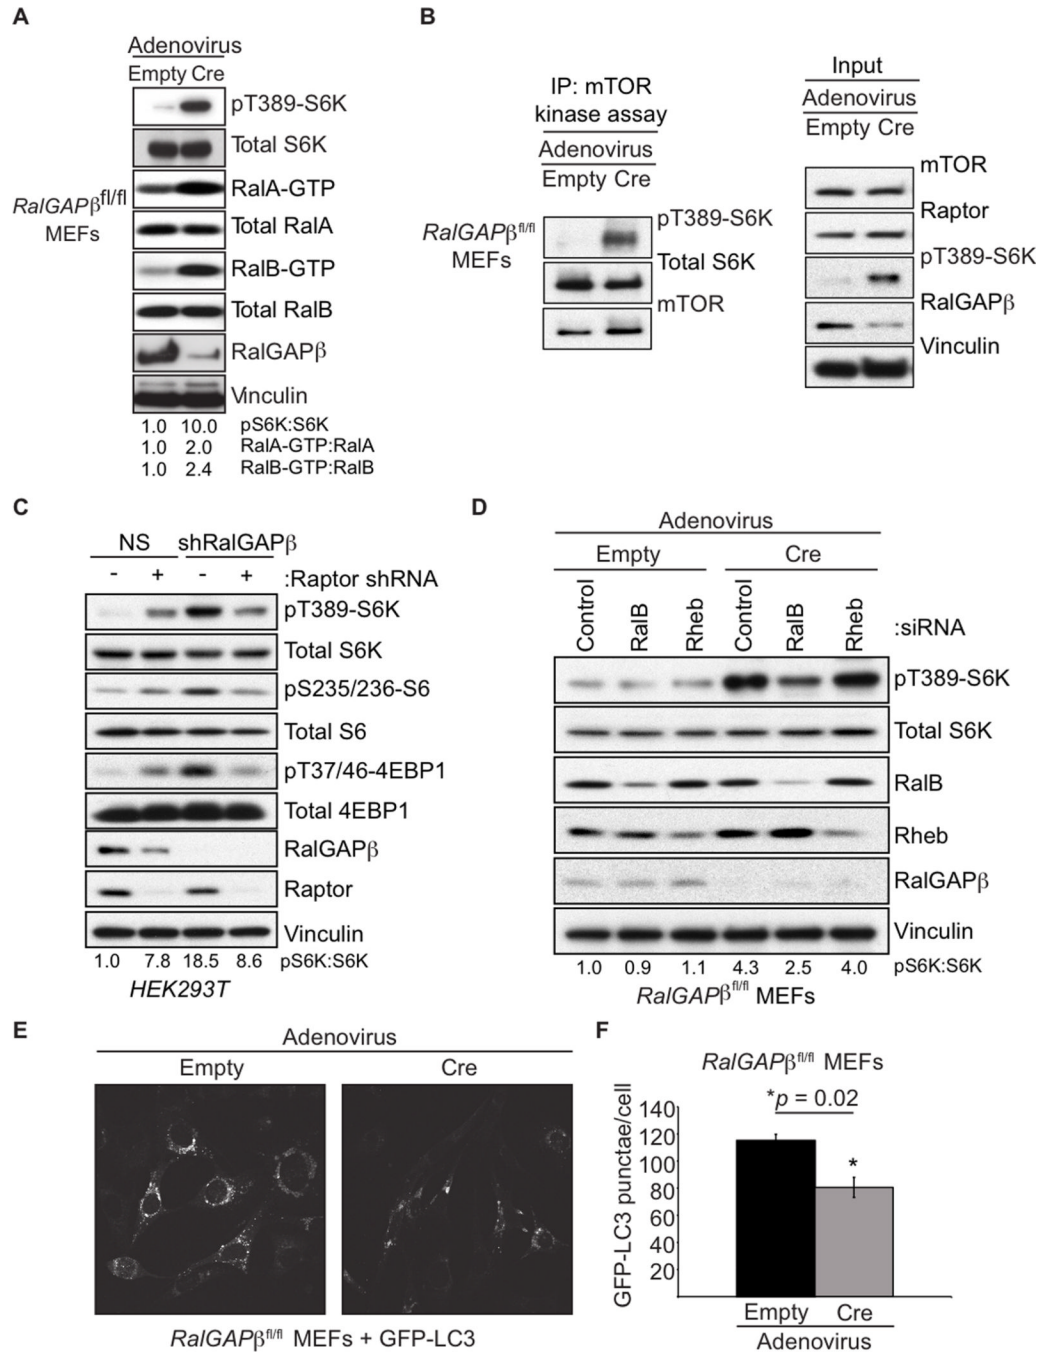 A
Adenovirus
Empty Cre
pT389-S6K
Total S6K
RalA-GTP
RalGAPβfl/fl
MEFs
Total RalA
RalB-GTP
Total RalB
RalGAPβ
Vinculin
1.0 10.0 pS6K:S6K
1.0 2.0 RalA-GTP:RalA
1.0 2.4 RalB-GTP:RalB
B
IP: mTOR
kinase assay
Adenovirus
Empty Cre
RalGAPβfl/fl
MEFs
pT389-S6K
Total S6K
mTOR
Input
Adenovirus
Empty Cre
mTOR
Raptor
pT389-S6K
RalGAPβ
Vinculin
C
NS shRalGAPβ
- + - + :Raptor shRNA
pT389-S6K
Total S6K
pS235/236-S6
Total S6
pT37/46-4EBP1
Total 4EBP1
RalGAPβ
Raptor
Vinculin
1.0 7.8 18.5 8.6 pS6K:S6K
HEK293T
D
Adenovirus
Empty Cre
Control RalB Rheb Control RalB Rheb :siRNA
pT389-S6K
Total S6K
RalB
Rheb
RalGAPβ
Vinculin
1.0 0.9 1.1 4.3 2.5 4.0 pS6K:S6K
RalGAPβfl/fl MEFs
E
Adenovirus
Empty Cre
RalGAPβfl/fl MEFs + GFP-LC3
F
RalGAPβfl/fl MEFs
*p = 0.02
GFP-LC3 punctae/cell
140
120
100
80
60
40
20
*
Empty Cre
Adenovirus